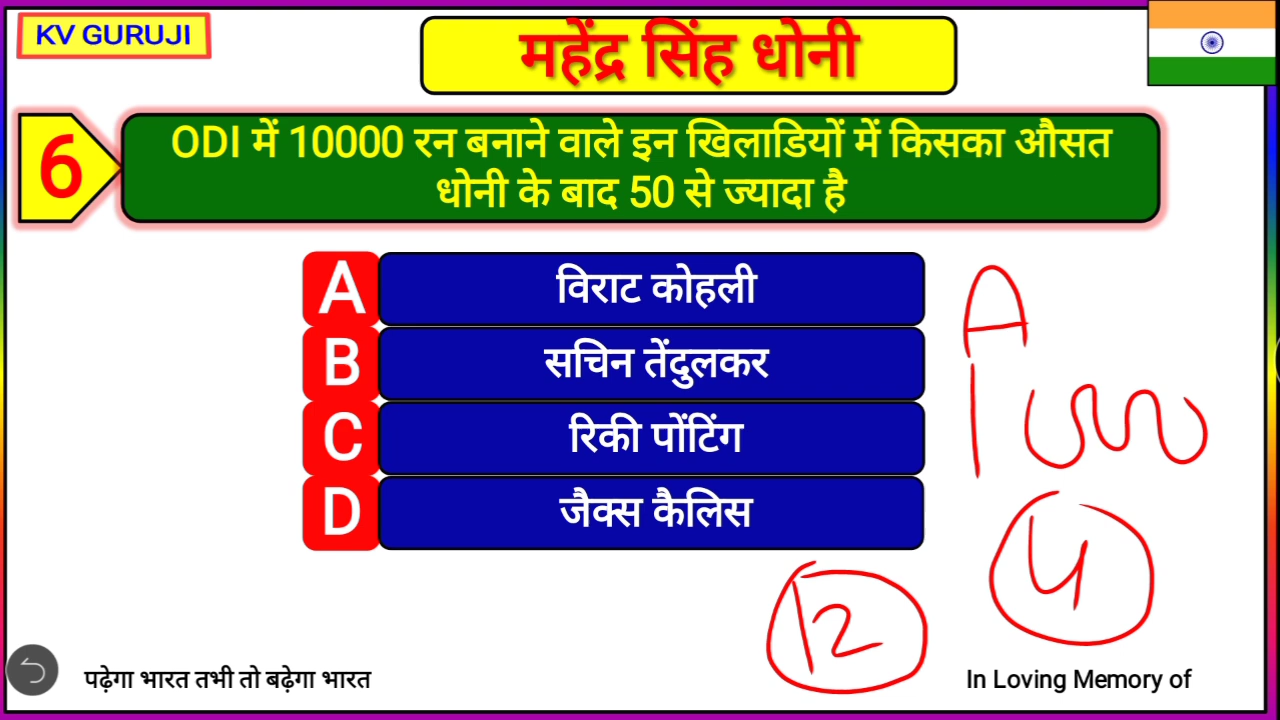 KV GURUJI
महेंद्र सिंह धोनी
6
ODI में 10000 रन बनाने वाले इन खिलाडियों में किसका औसत
धोनी के बाद 50 से ज्यादा है
A विराट कोहली
B सचिन तेंदुलकर
C रिकी पोंटिंग
D जैक्स कैलिस
A
4
12
पढ़ेगा भारत तभी तो बढ़ेगा भारत
In Loving Memory of